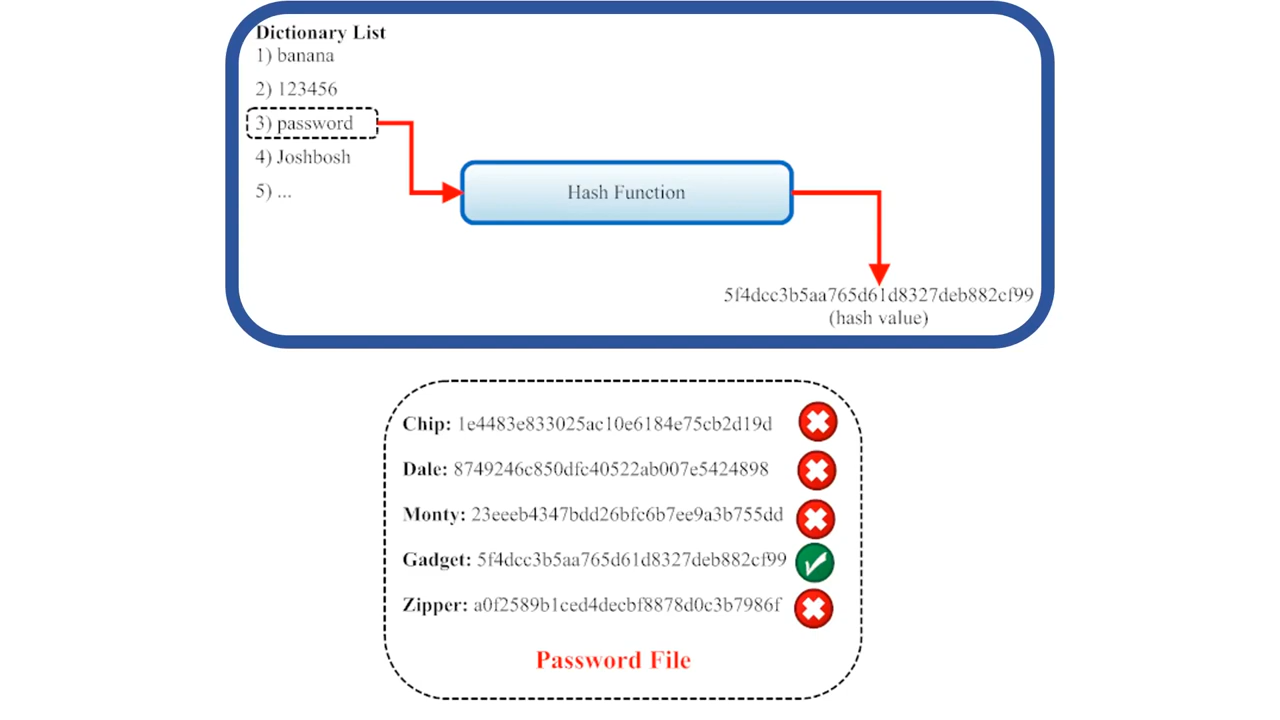 Dictionary List
1) banana
2) 123456
3) password
4) Joshbosh
5) ...
Hash Function
5f4dcc3b5aa765d61d8327deb882cf99
(hash value)
Chip: 1e4483e833025ac10e6184e75cb2d19d
Dale: 8749246c850dfc40522ab007e5424898
Monty: 23eeeb4347bdd26bfc6b7ee9a3b755dd
Gadget: 5f4dcc3b5aa765d61d8327deb882cf99
Zipper: a0f2589b1ced4decbf8878d0c3b7986f
Password File